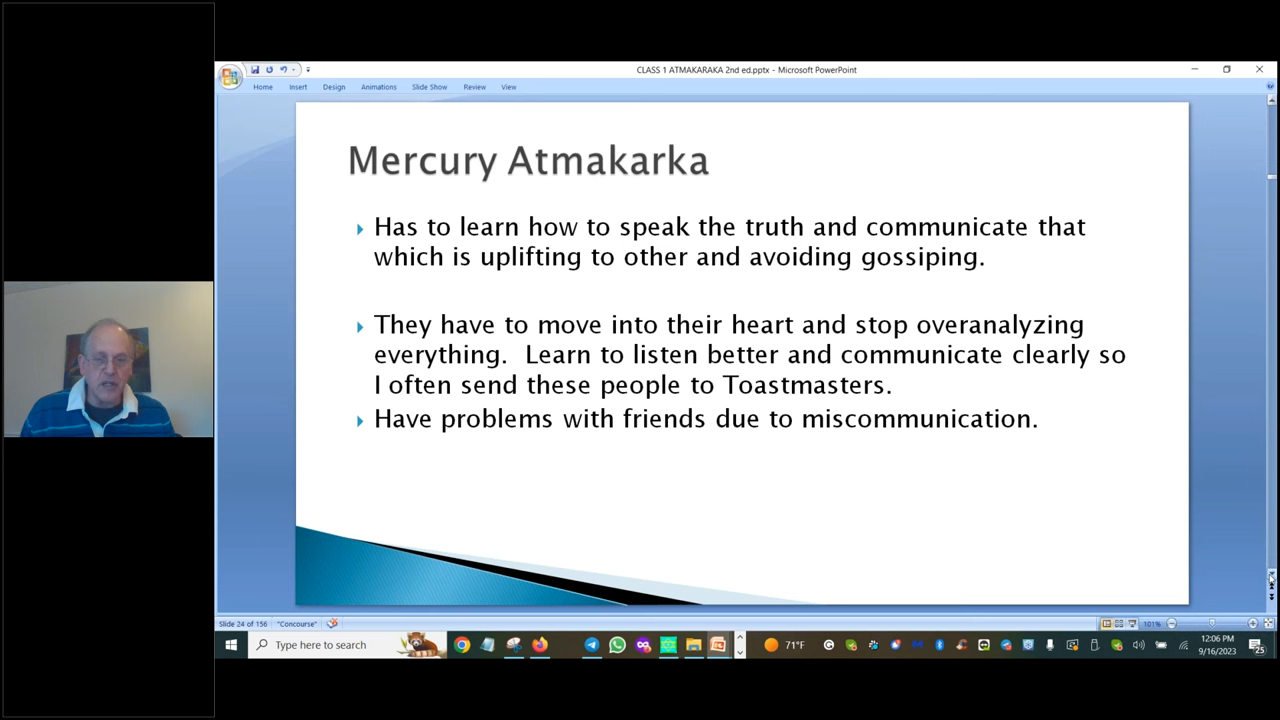 CLASS 1 ATMAKARAKA 2nd ed.pptx - Microsoft PowerPoint
Home Insert Design Animations Slide Show Review View
Mercury Atmakarka
Has to learn how to speak the truth and communicate that
which is uplifting to other and avoiding gossiping.
They have to move into their heart and stop overanalyzing
everything. Learn to listen better and communicate clearly so
I often send these people to Toastmasters.
Have problems with friends due to miscommunication.
Slide 24 of 156 "Concourse" 101%
Type here to search 71°F 12:06 PM
9/16/2023 25